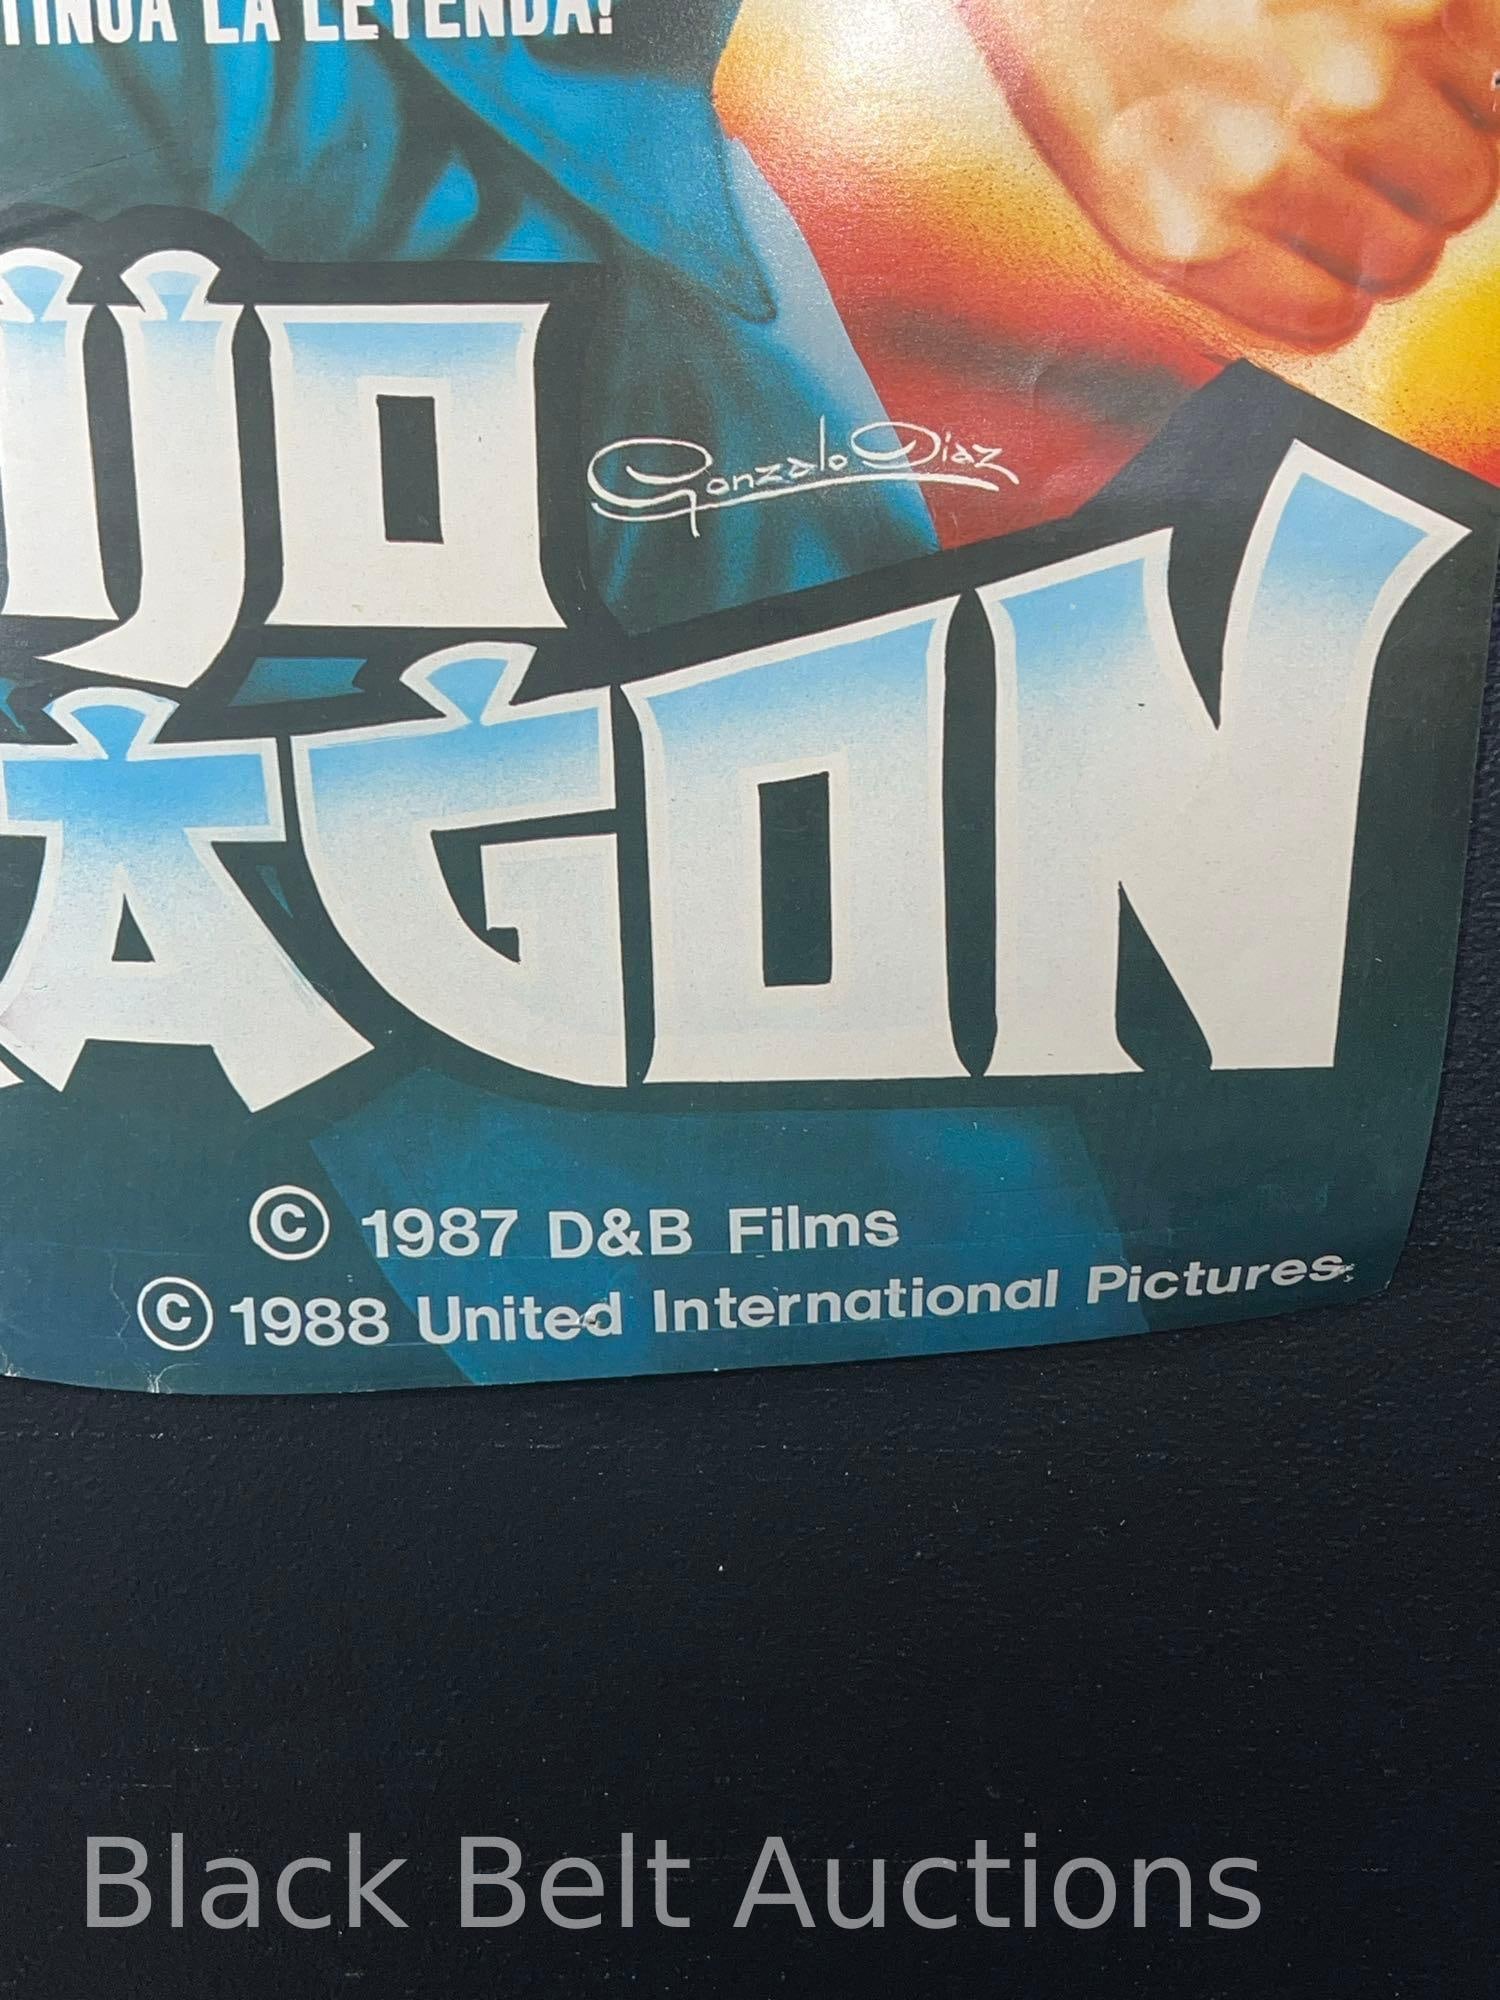 TINUA LA LEYENDA!
IJO
Gonzalo Diaz
AGON
© 1987 D&B Films
© 1988 United International Pictures
Black Belt Auctions